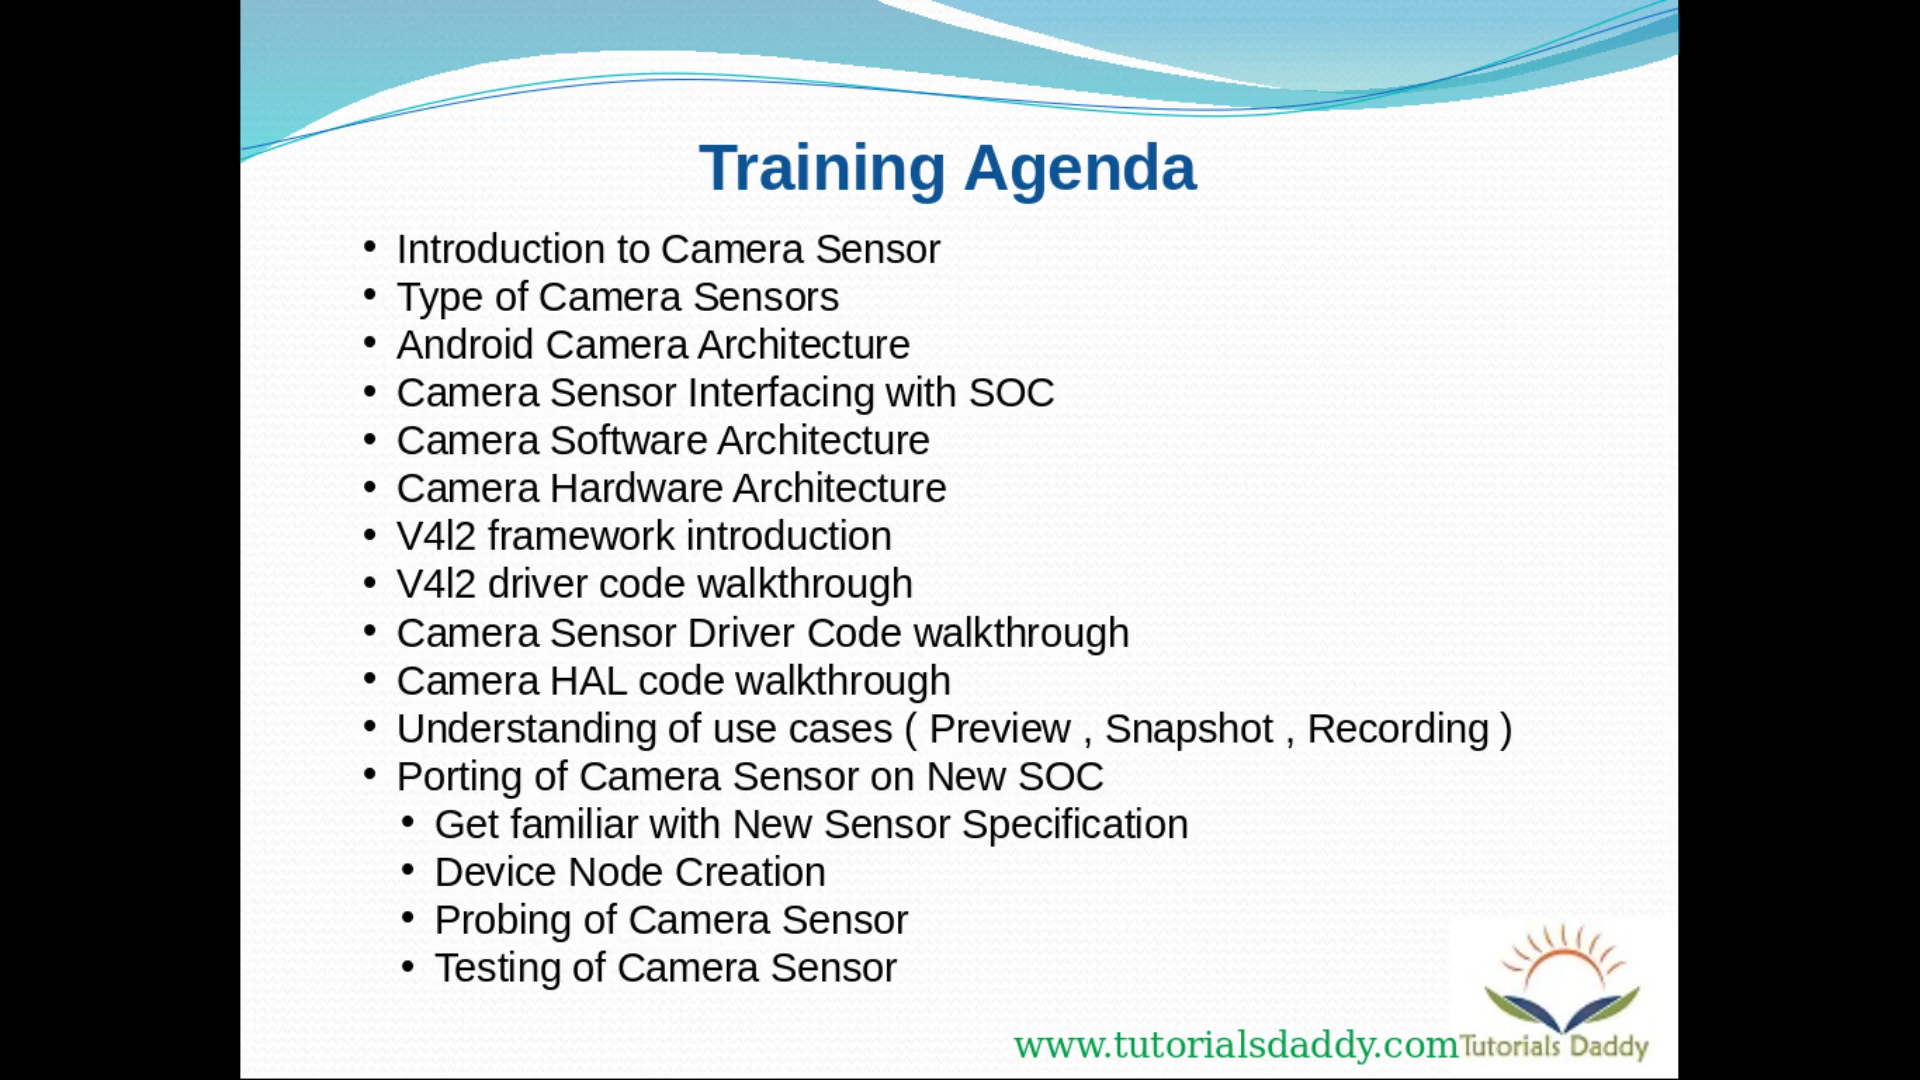 Training Agenda
• Introduction to Camera Sensor
• Type of Camera Sensors
• Android Camera Architecture
• Camera Sensor Interfacing with SOC
• Camera Software Architecture
• Camera Hardware Architecture
• V4l2 framework introduction
• V4l2 driver code walkthrough
• Camera Sensor Driver Code walkthrough
• Camera HAL code walkthrough
• Understanding of use cases ( Preview , Snapshot , Recording )
• Porting of Camera Sensor on New SOC
• Get familiar with New Sensor Specification
• Device Node Creation
• Probing of Camera Sensor
• Testing of Camera Sensor
www.tutorialsdaddy.com
Tutorials Daddy